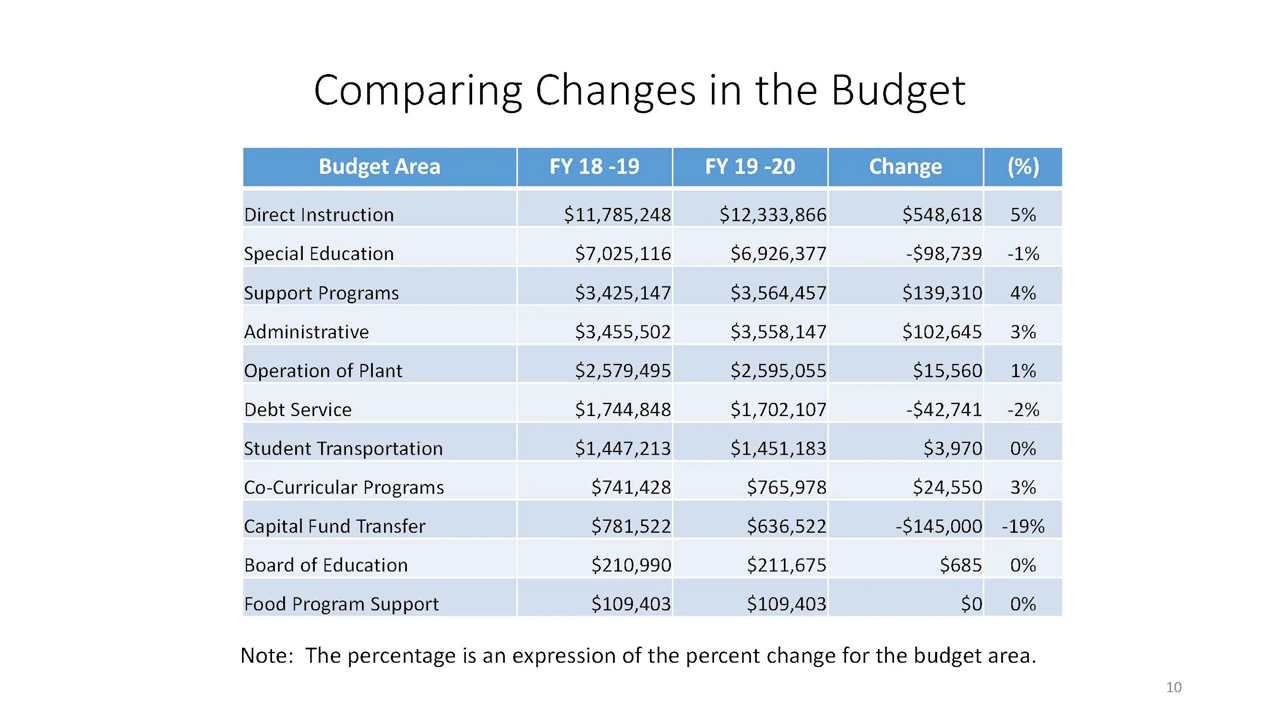 Comparing Changes in the Budget
Budget Area FY 18 -19 FY 19 -20 Change (%)
Direct Instruction $11,785,248 $12,333,866 $548,618 5%
Special Education $7,025,116 $6,926,377 -$98,739 -1%
Support Programs $3,425,147 $3,564,457 $139,310 4%
Administrative $3,455,502 $3,558,147 $102,645 3%
Operation of Plant $2,579,495 $2,595,055 $15,560 1%
Debt Service $1,744,848 $1,702,107 -$42,741 -2%
Student Transportation $1,447,213 $1,451,183 $3,970 0%
Co-Curricular Programs $741,428 $765,978 $24,550 3%
Capital Fund Transfer $781,522 $636,522 -$145,000 -19%
Board of Education $210,990 $211,675 $685 0%
Food Program Support $109,403 $109,403 $0 0%
Note: The percentage is an expression of the percent change for the budget area.
10